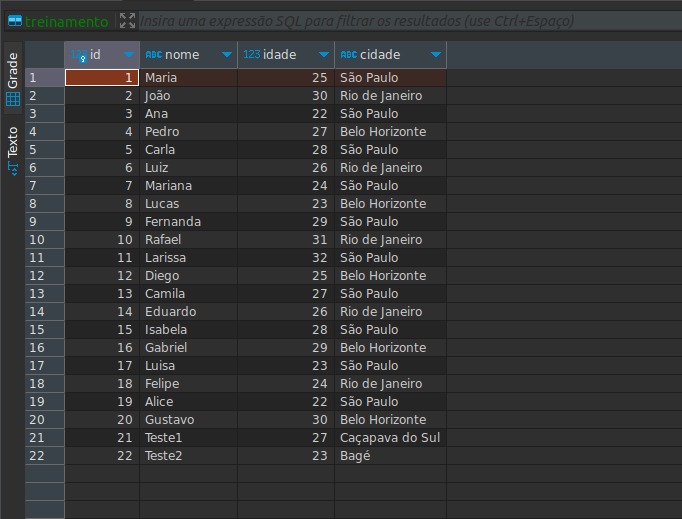 treinamento Insira uma expressão SQL para filtrar os resultados (use Ctrl+Espaço)
Grade
Texto
123 id ABC nome 123 idade ABC cidade
1 1 Maria 25 São Paulo
2 2 João 30 Rio de Janeiro
3 3 Ana 22 São Paulo
4 4 Pedro 27 Belo Horizonte
5 5 Carla 28 São Paulo
6 6 Luiz 26 Rio de Janeiro
7 7 Mariana 24 São Paulo
8 8 Lucas 23 Belo Horizonte
9 9 Fernanda 29 São Paulo
10 10 Rafael 31 Rio de Janeiro
11 11 Larissa 32 São Paulo
12 12 Diego 25 Belo Horizonte
13 13 Camila 27 São Paulo
14 14 Eduardo 26 Rio de Janeiro
15 15 Isabela 28 São Paulo
16 16 Gabriel 29 Belo Horizonte
17 17 Luisa 23 São Paulo
18 18 Felipe 24 Rio de Janeiro
19 19 Alice 22 São Paulo
20 20 Gustavo 30 Belo Horizonte
21 21 Teste1 27 Caçapava do Sul
22 22 Teste2 23 Bagé